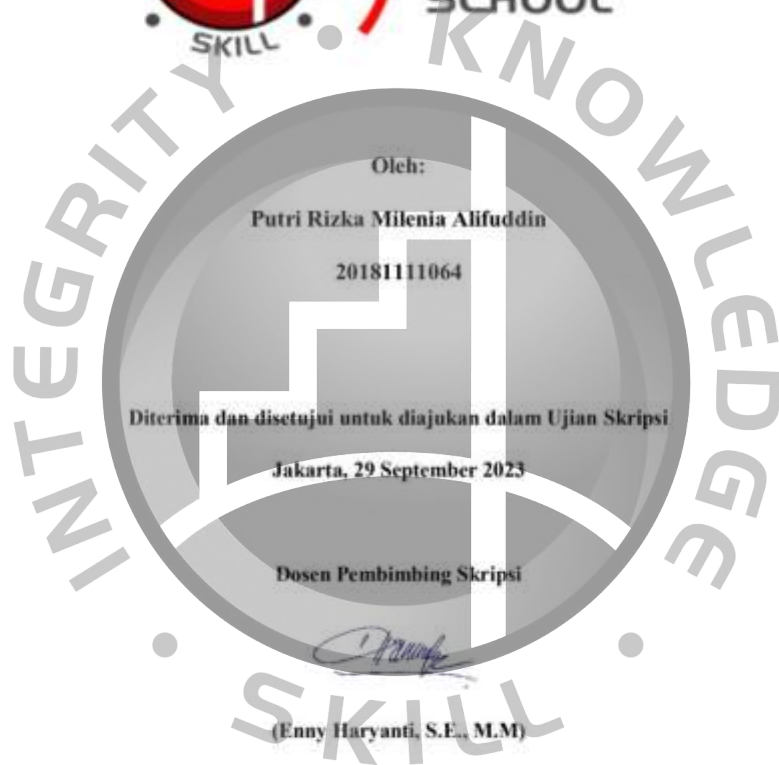 SCHOOL
SKILL
INTEGRITY • KNOWLEDGE • SKILL •
Oleh:
Putri Rizka Milenia Alifuddin
20181111064
Diterima dan disetujui untuk diajukan dalam Ujian Skripsi
Jakarta, 29 September 2023
Dosen Pembimbing Skripsi
(Enny Haryanti, S.E., M.M)